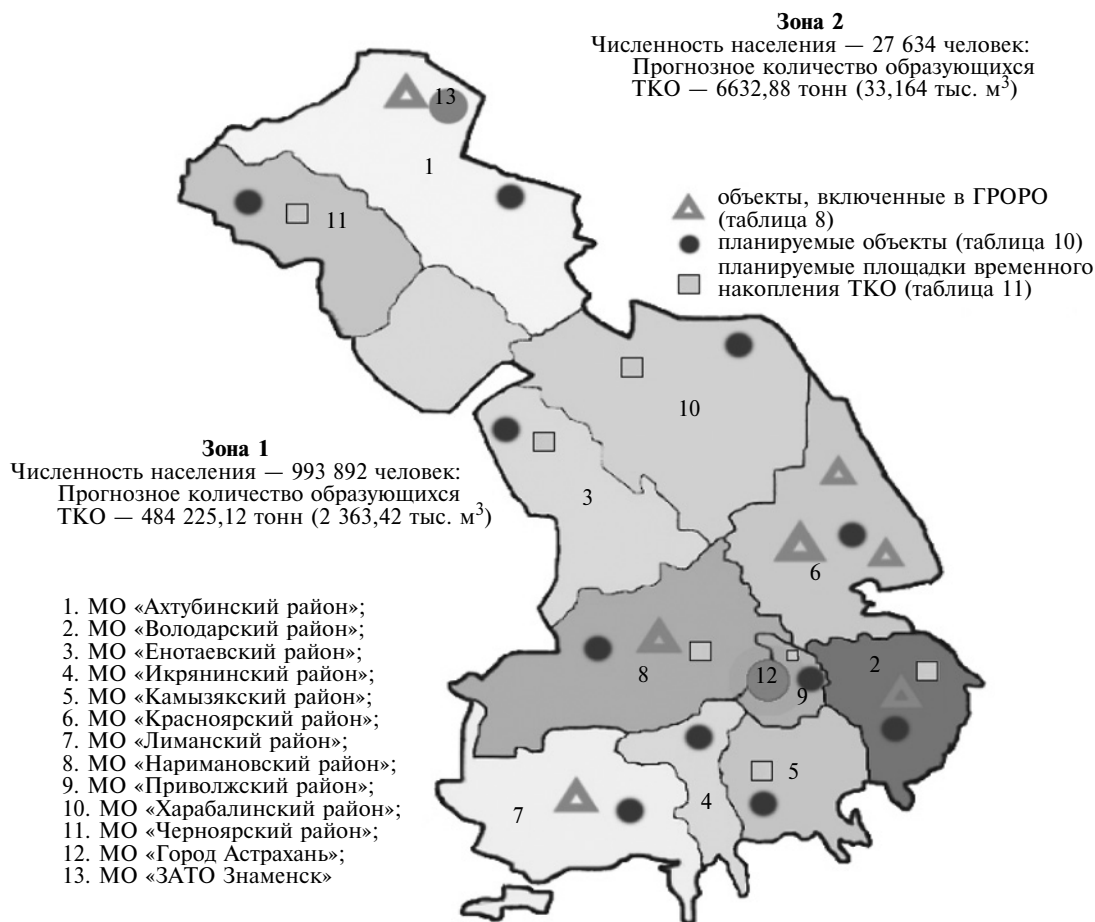 Зона 2
Численность населения — 27 634 человек:
Прогнозное количество образующихся
ТКО — 6632,88 тонн (33,164 тыс. м³)
13
1
11
объекты, включенные в ГРОРО
(таблица 8)
планируемые объекты (таблица 10)
планируемые площадки временного
накопления ТКО (таблица 11)
10
Зона 1
Численность населения — 993 892 человек:
Прогнозное количество образующихся
ТКО — 484 225,12 тонн (2 363,42 тыс. м³)
3
6
1. МО «Ахтубинский район»;
2. МО «Володарский район»;
3. МО «Енотаевский район»;
4. МО «Икрянинский район»;
5. МО «Камызякский район»;
6. МО «Красноярский район»;
7. МО «Лиманский район»;
8. МО «Наримановский район»;
9. МО «Приволжский район»;
10. МО «Харабалинский район»;
11. МО «Черноярский район»;
12. МО «Город Астрахань»;
13. МО «ЗАТО Знаменск»
8
12
9
2
5
4
7